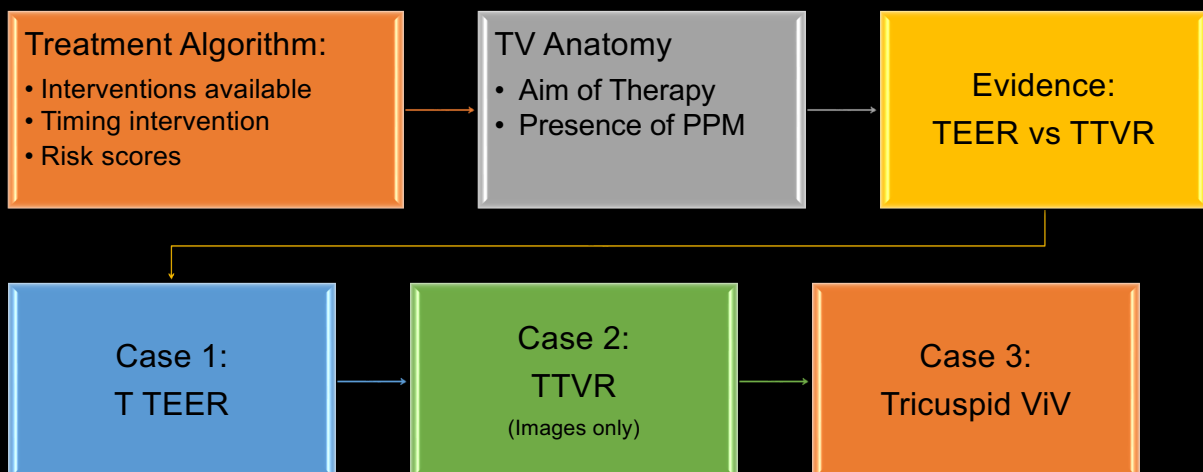 Treatment Algorithm:
• Interventions available
• Timing intervention
• Risk scores
TV Anatomy
• Aim of Therapy
• Presence of PPM
Evidence:
TEER vs TTVR
Case 1:
T TEER
Case 2:
TTVR
(Images only)
Case 3:
Tricuspid ViV